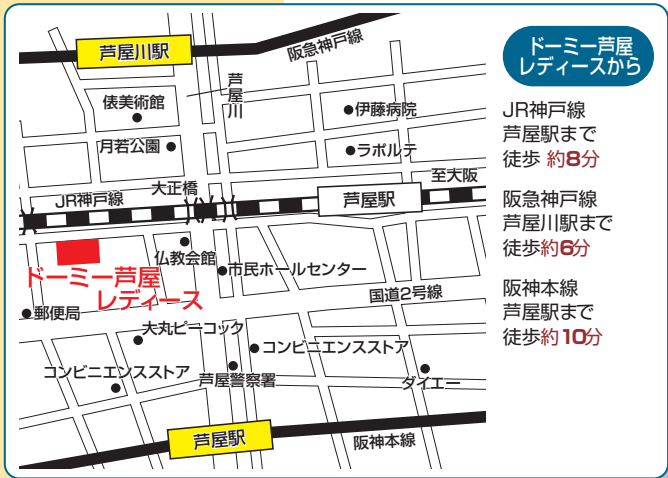 芦屋川駅
阪急神戸線
芦屋川
俵美術館
伊藤病院
月若公園
ラポルテ
至大阪
JR神戸線
大正橋
芦屋駅
仏教会館
市民ホールセンター
ドーミー芦屋
レディース
国道2号線
郵便局
大丸ピーコック
コンビニエンスストア
コンビニエンスストア
芦屋警察署
ダイエー
芦屋駅
阪神本線
ドーミー芦屋
レディースから
JR神戸線
芦屋駅まで
徒歩 約8分
阪急神戸線
芦屋川駅まで
徒歩約6分
阪神本線
芦屋駅まで
徒歩約10分